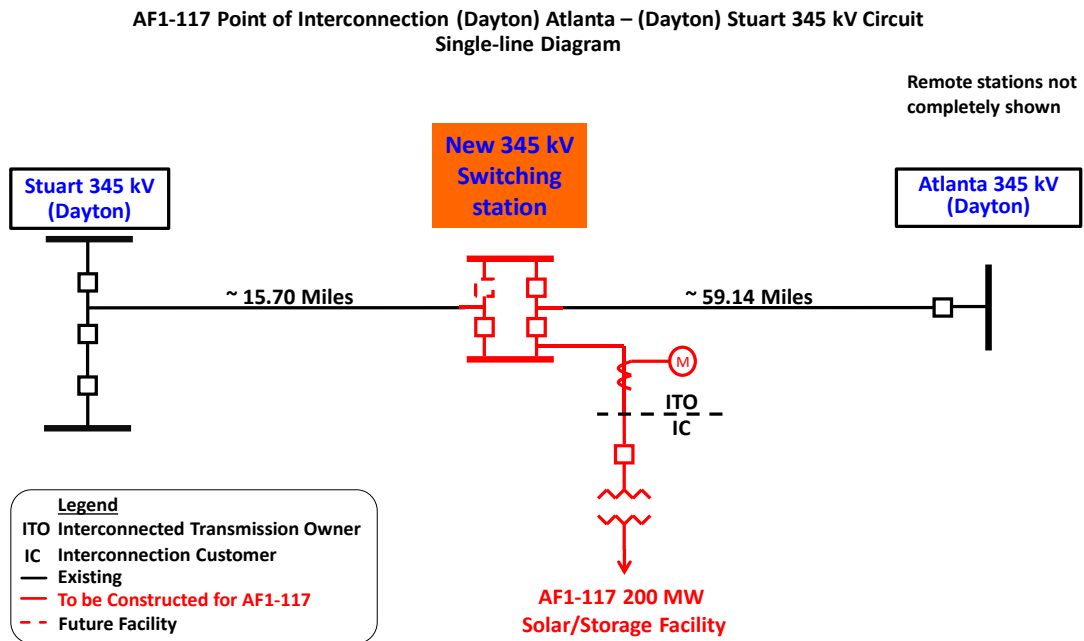 AF1-117 Point of Interconnection (Dayton) Atlanta – (Dayton) Stuart 345 kV Circuit
Single-line Diagram
Remote stations not
completely shown
New 345 kV
Switching
station
Stuart 345 kV
(Dayton)
Atlanta 345 kV
(Dayton)
~ 15.70 Miles
~ 59.14 Miles
M
ITO
IC
Legend
ITO Interconnected Transmission Owner
IC Interconnection Customer
Existing
To be Constructed for AF1-117
Future Facility
AF1-117 200 MW
Solar/Storage Facility